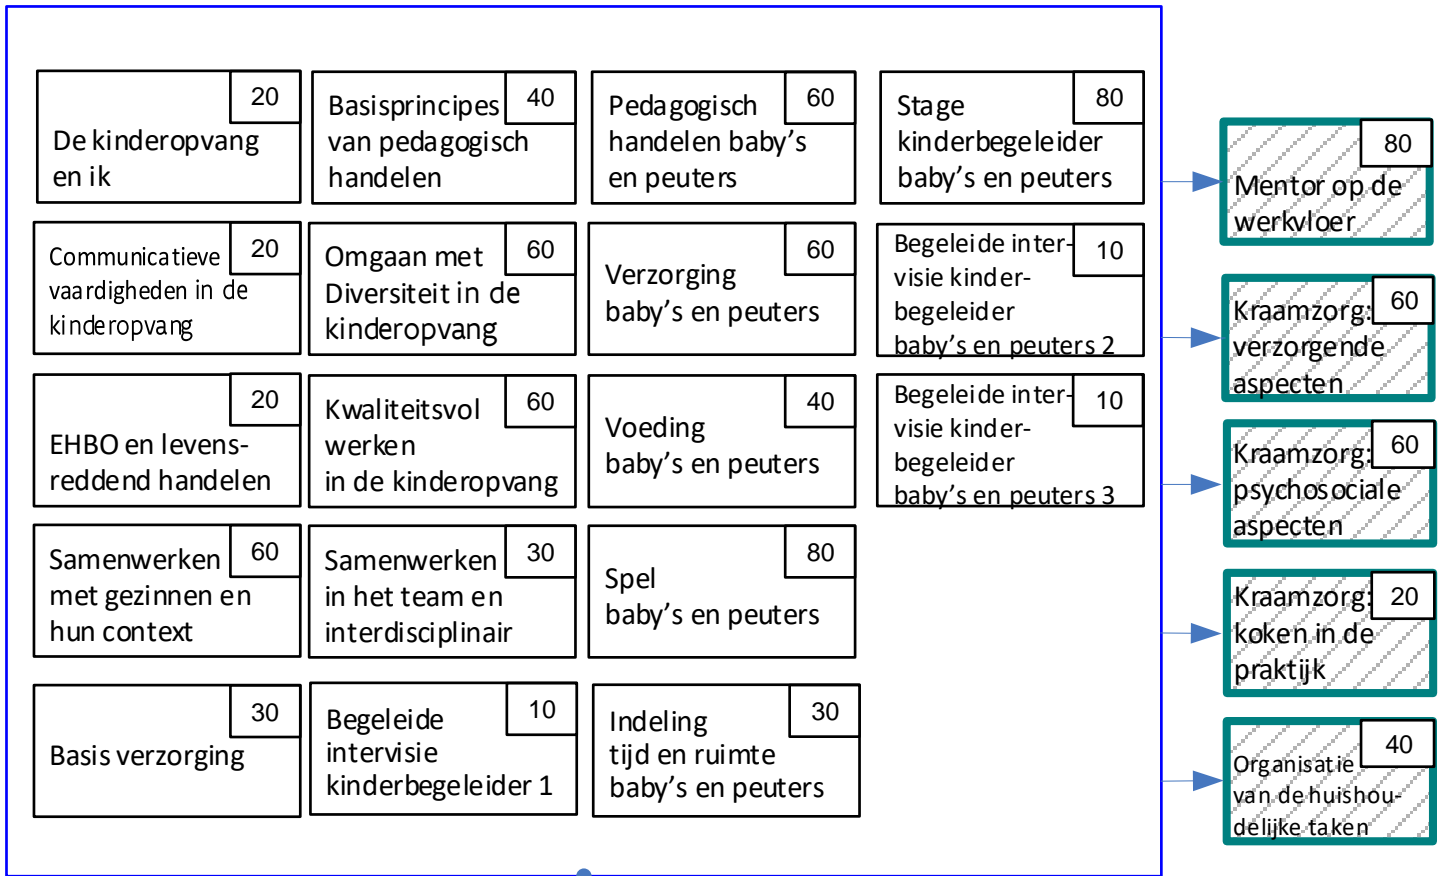 20
De kinderopvang
en ik
40
Basisprincipes
van pedagogisch
handelen
60
Pedagogisch
handelen baby's
en peuters
80
Stage
kinderbegeleider
baby's en peuters
20
Communicatieve
vaardigheden in de
kinderopvang
60
Omgaan met
Diversiteit in de
kinderopvang
60
Verzorging
baby's en peuters
10
Begeleide inter-
visie kinder-
begeleider
baby's en peuters 2
20
EHBO en levens-
reddend handelen
60
Kwaliteitsvol
werken
in de kinderopvang
40
Voeding
baby's en peuters
10
Begeleide inter-
visie kinder-
begeleider
baby's en peuters 3
60
Samenwerken
met gezinnen en
hun context
30
Samenwerken
in het team en
interdisciplinair
80
Spel
baby's en peuters
30
Basis verzorging
10
Begeleide
intervisie
kinderbegeleider 1
30
Indeling
tijd en ruimte
baby's en peuters
80
Mentor op de
werkvloer
60
Kraamzorg:
verzorgende
aspecten
60
Kraamzorg:
psychosociale
aspecten
20
Kraamzorg:
koken in de
praktijk
40
Organisatie
van de huishou-
delijke taken